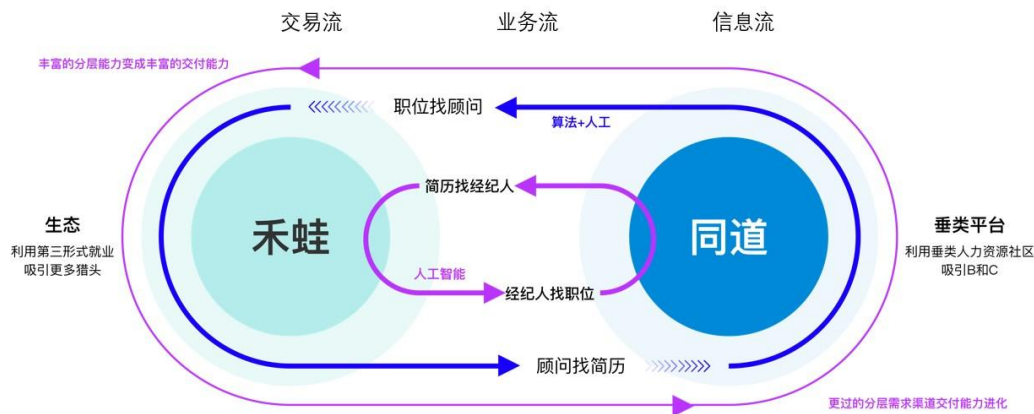 交易流
业务流
信息流
丰富的分层能力变成丰富的交付能力
职位找顾问
算法+人工
简历找经纪人
生态
利用第三形式就业
吸引更多猎头
禾蛙
同道
垂类平台
利用垂类人力资源社区
吸引B和C
人工智能
经纪人找职位
顾问找简历
更过的分层需求渠道交付能力进化